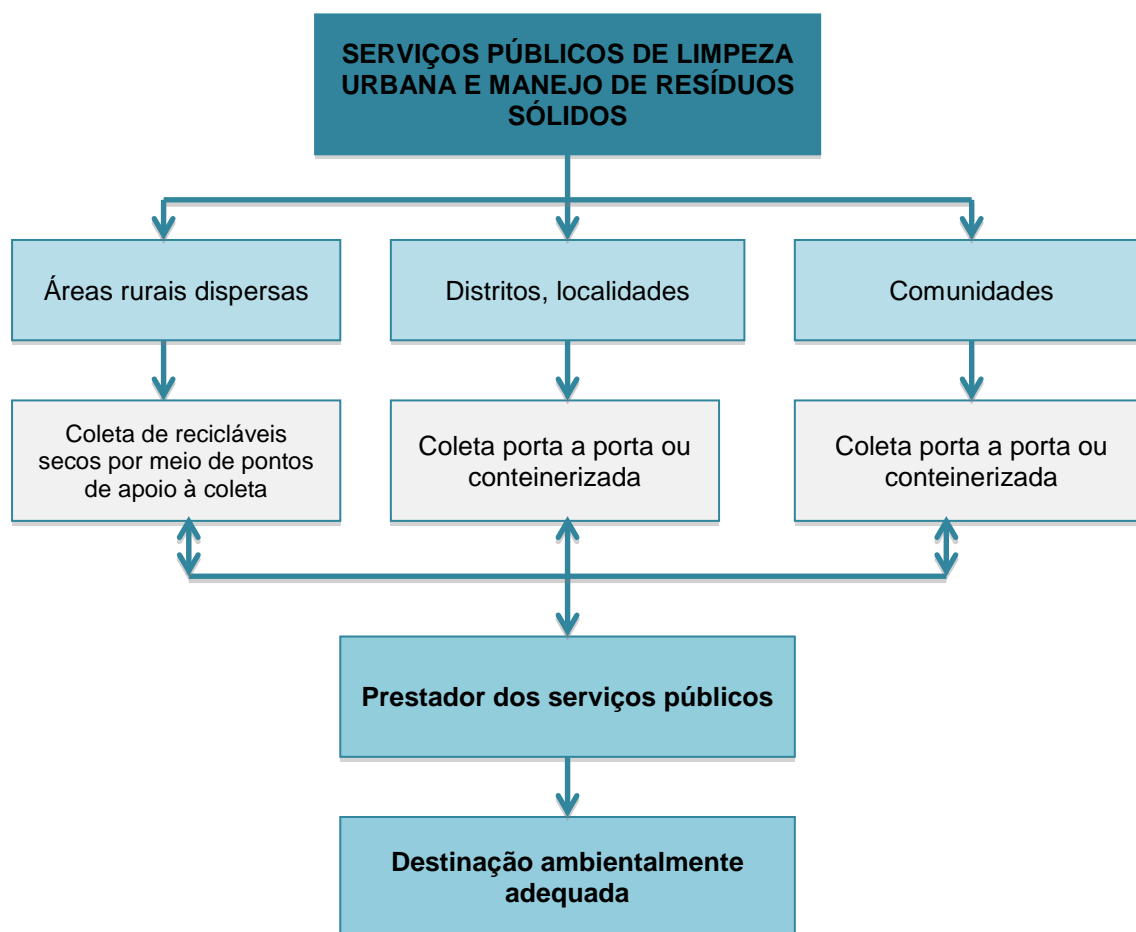 SERVIÇOS PÚBLICOS DE LIMPEZA
URBANA E MANEJO DE RESÍDUOS
SÓLIDOS
Áreas rurais dispersas
Distritos, localidades
Comunidades
Coleta de recicláveis
secos por meio de pontos
de apoio à coleta
Coleta porta a porta ou
conteinerizada
Coleta porta a porta ou
conteinerizada
Prestador dos serviços públicos
Destinação ambientalmente
adequada